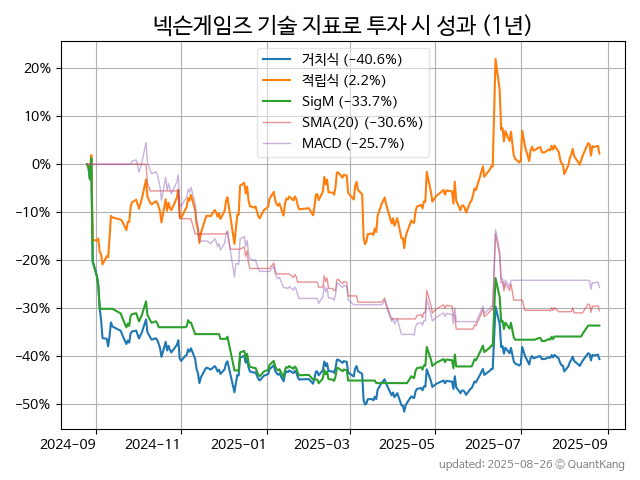 넥슨게임즈 기술 지표로 투자 시 성과 (1년)
거치식 (−40.6%)
적립식 (2.2%)
SigM (−33.7%)
SMA(20) (−30.6%)
MACD (−25.7%)
20%
10%
0%
−10%
−20%
−30%
−40%
−50%
2024-09 2024-11 2025-01 2025-03 2025-05 2025-07 2025-09
updated: 2025-08-26 © QuantKang